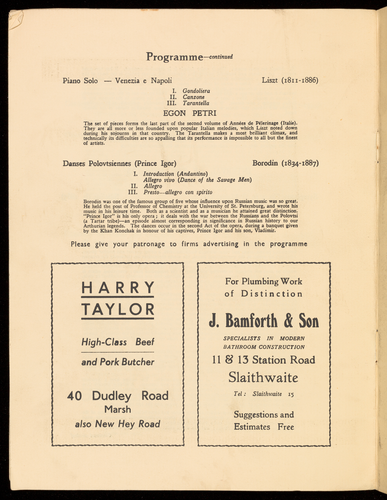 Programme—continued
Piano Solo — Venezia e Napoli Liszt (1811-1886)
I. Gondoliera
II. Canzone
III. Tarantella
EGON PETRI
The set of pieces forms the last part of the second volume of Années de Pélerinage (Italie).
They are all more or less founded upon popular Italian melodies, which Liszt noted down
during his sojourns in that country. The Tarantella makes a most brilliant climax, and
technically its difficulties are so appalling that its performance is impossible to all but the finest
of artists.
Danses Polovtsiennes (Prince Igor) Borodin (1834-1887)
I. Introduction (Andantino)
Allegro vivo (Dance of the Savage Men)
II. Allegro
III. Presto—allegro con spirito
Borodin was one of the famous group of five whose influence upon Russian music was so great.
He held the post of Professor of Chemistry at the University of St. Petersburg, and wrote his
music in his leisure time. Both as a scientist and as a musician he attained great distinction.
"Prince Igor" is his only opera; it deals with the war between the Russians and the Polovni
(a Tartar tribe)—an episode almost corresponding in significance in Russian history to our
Arthurian legends. The dances occur in the second Act of the opera, during a banquet given
by the Khan Konchak to honour of his captives, Prince Igor and his son, Vladimir.
Please give your patronage to firms advertising in the programme
HARRY
TAYLOR
High-Class Beef
and Pork Butcher
40 Dudley Road
Marsh
also New Hey Road
For Plumbing Work
of Distinction
J. Bamforth & Son
SPECIALISTS IN MODERN
BATHROOM CONSTRUCTION
11 & 13 Station Road
Slaithwaite
Tel: Slaithwaite 15
Suggestions and
Estimates Free